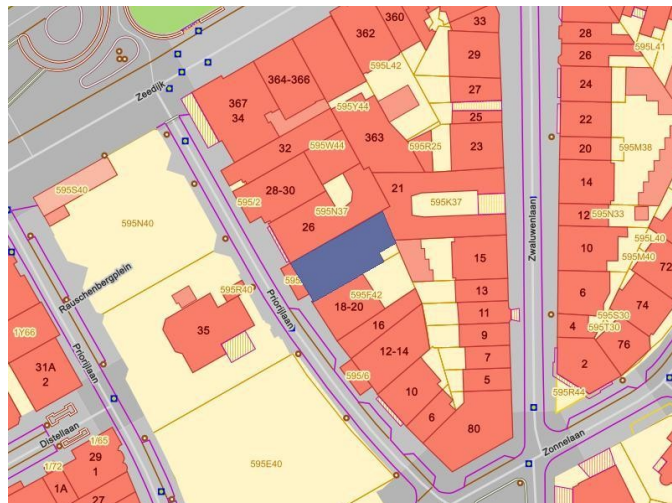 360
33
362
28
595L41
26
29
595L42
364-366
24
27
367
34
Zeedijk
595Y44
22
25
363
32
595W44
595R25
23
20
595M38
14
28-30
595/2
21
595K37
595S40
595N37
12
595N33
595N40
26
Zwaluwenlaan
10
595L40
595M40
72
15
Rauschenbergplein
595R40
13
6
595F42
18-20
74
11
595S30
Priorijlaan
16
35
4
595T30
9
76
1Y66
Priorijlaan
12-14
7
31A
2
2
595/6
5
10
595R44
6
80
Distellaan
1/65
Zonnelaan
29
1
1/72
595E40
1A
27